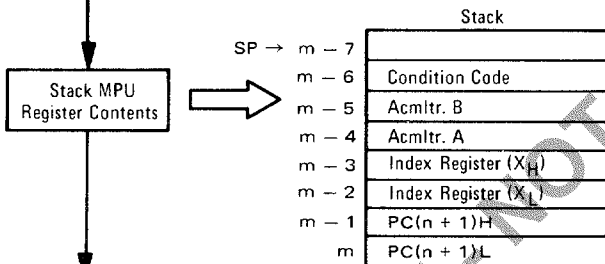 Stack
SP → m – 7
m – 6 Condition Code
Stack MPU
Register Contents
m – 5 Acmltr. B
m – 4 Acmltr. A
m – 3 Index Register (XH)
m – 2 Index Register (XL)
m – 1 PC(n + 1)H
m PC(n + 1)L
NOT